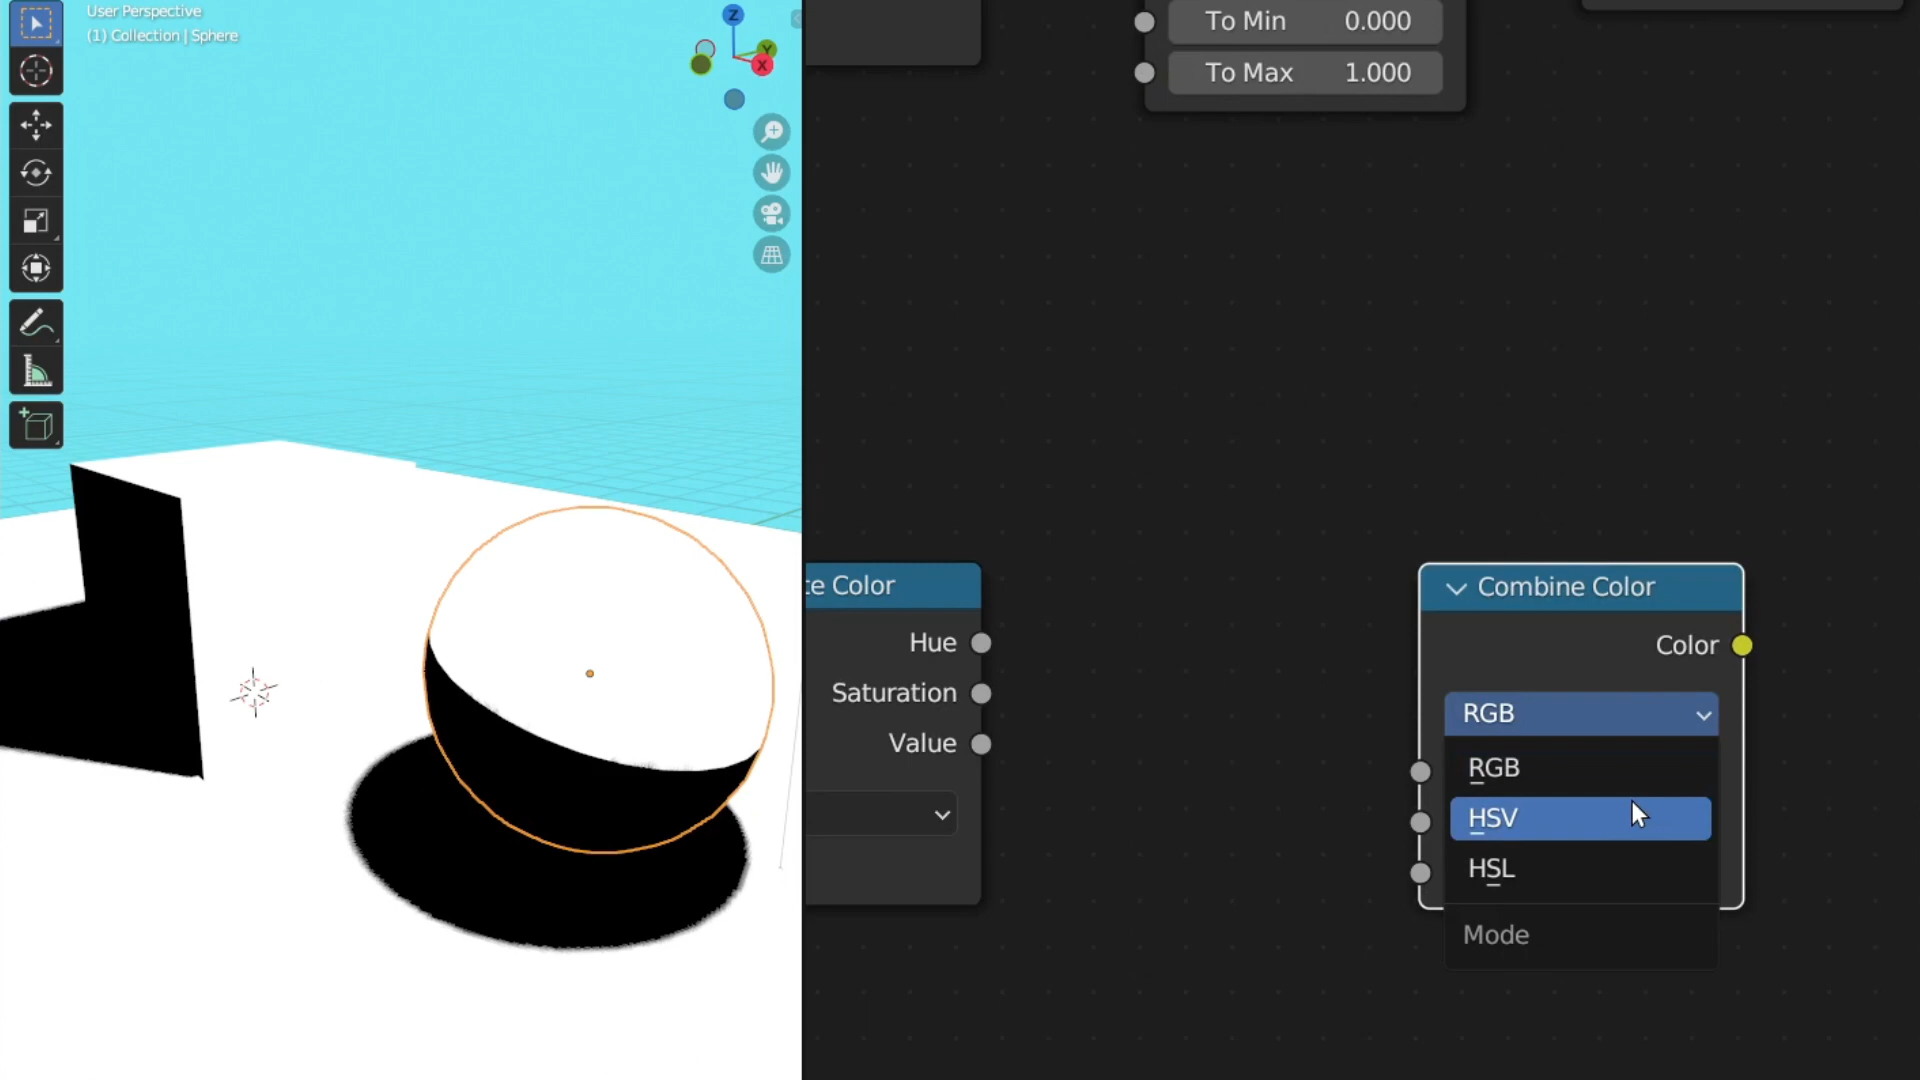 User Perspective
(1) Collection | Sphere
Z
Y
X
To Min 0.000
To Max 1.000
te Color
Hue
Saturation
Value
Combine Color
Color
RGB
RGB
HSV
HSL
Mode